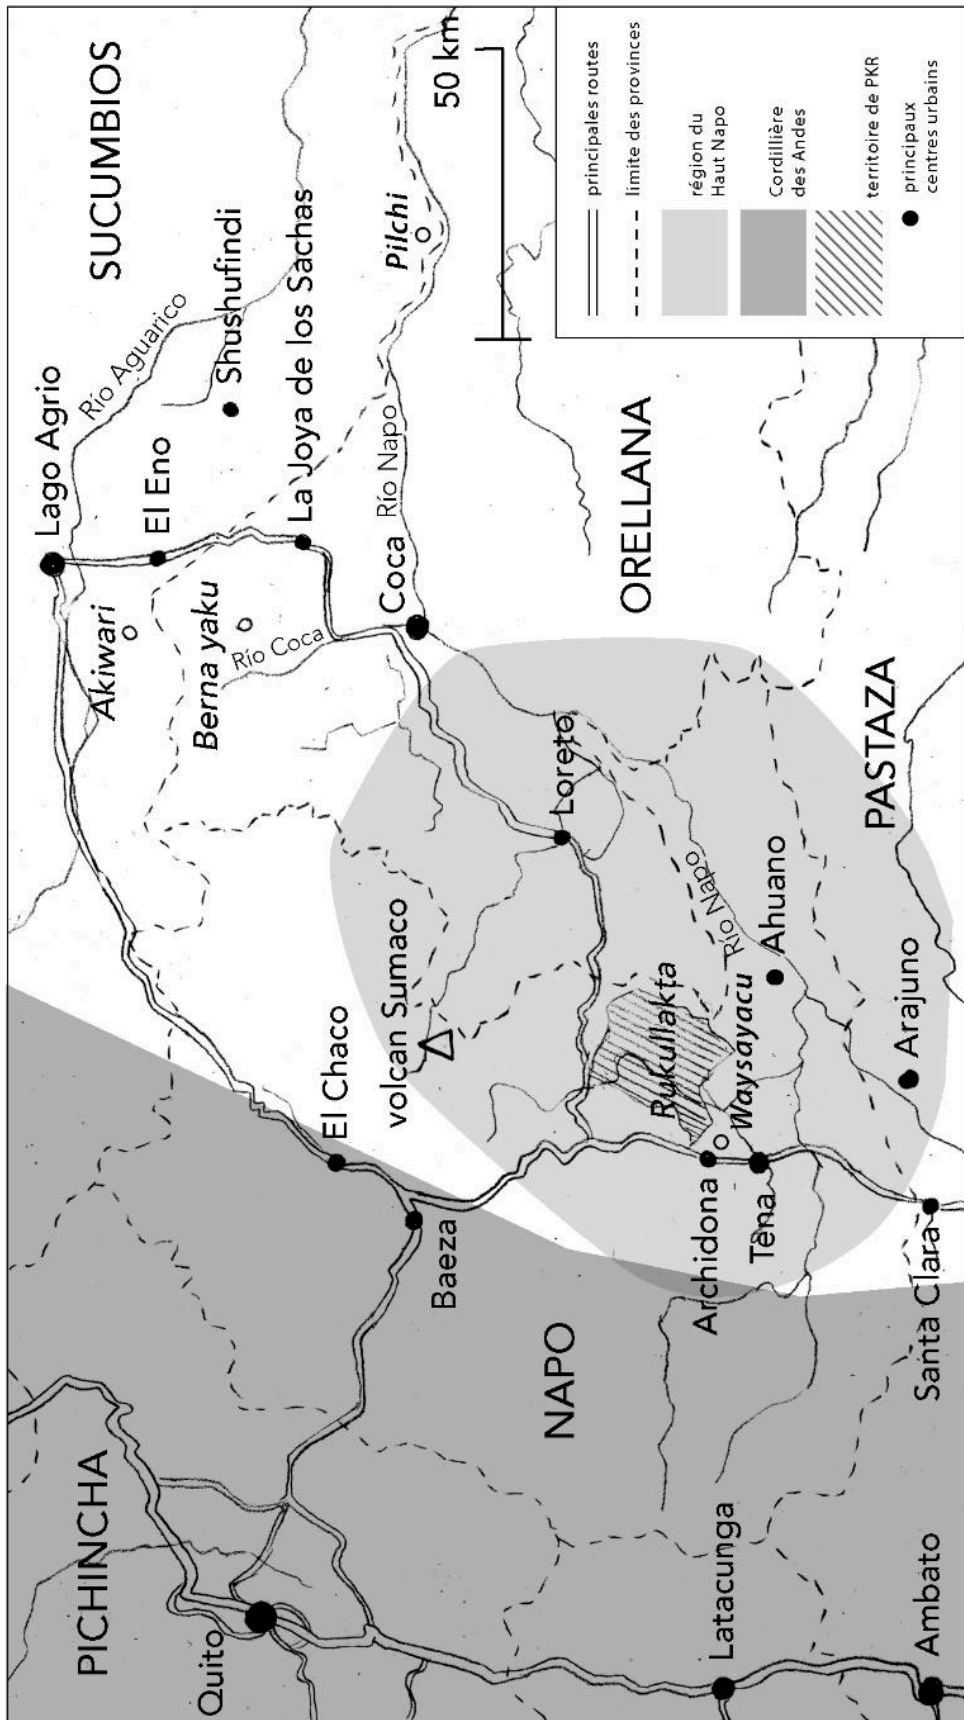 SUCUMBIOS
Lago Agrio
Río Aguarico
El Eno
Shushufindi
Akiwari
Berna yaku
La Joya de los Sachas
Río Coca
Pilchi
50 km
Río Napo
Coca
PICHINCHA
Quito
El Chaco
volcan Sumaco
Baeza
Loreto
ORELLANA
NAPO
Rukullakta
Río Napo
Waysayacu
Archidona
Tena
Ahuano
PASTAZA
Arajuno
Santa Clara
Latacunga
Ambato
principales routes
limite des provinces
région du
Haut Napo
Cordillière
des Andes
territoire de PKR
principaux
centres urbains